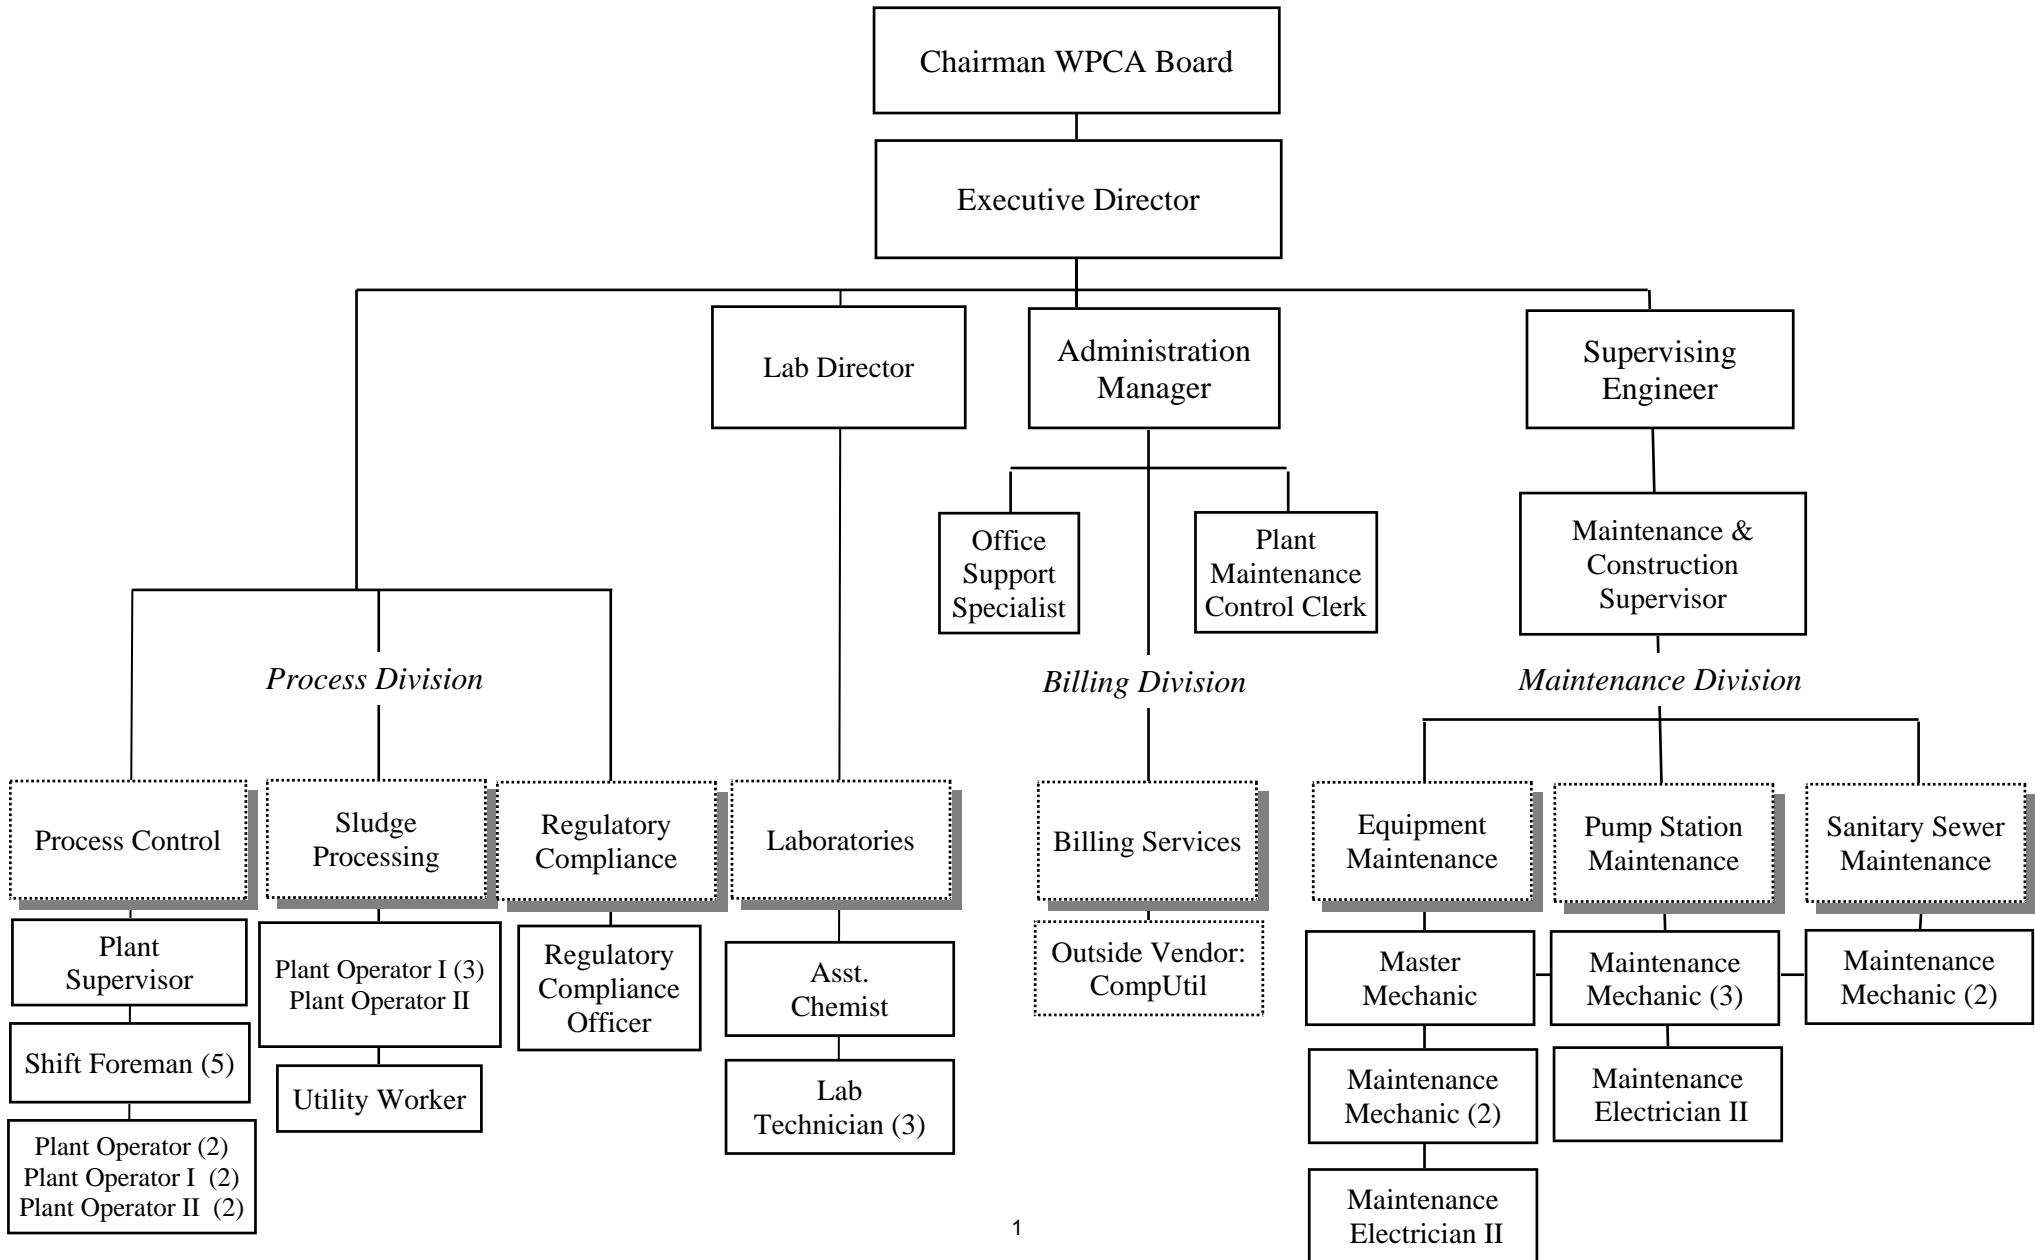 Chairman WPCA Board
Executive Director
Lab Director
Administration
Manager
Supervising
Engineer
Office
Support
Specialist
Plant
Maintenance
Control Clerk
Maintenance &
Construction
Supervisor
Process Division
Billing Division
Maintenance Division
Process Control
Sludge
Processing
Regulatory
Compliance
Laboratories
Billing Services
Equipment
Maintenance
Pump Station
Maintenance
Sanitary Sewer
Maintenance
Plant
Supervisor
Plant Operator I (3)
Plant Operator II
Regulatory
Compliance
Officer
Asst.
Chemist
Outside Vendor:
CompUtil
Master
Mechanic
Maintenance
Mechanic (3)
Maintenance
Mechanic (2)
Shift Foreman (5)
Utility Worker
Lab
Technician (3)
Maintenance
Mechanic (2)
Maintenance
Electrician II
Plant Operator (2)
Plant Operator I (2)
Plant Operator II (2)
Maintenance
Electrician II
1